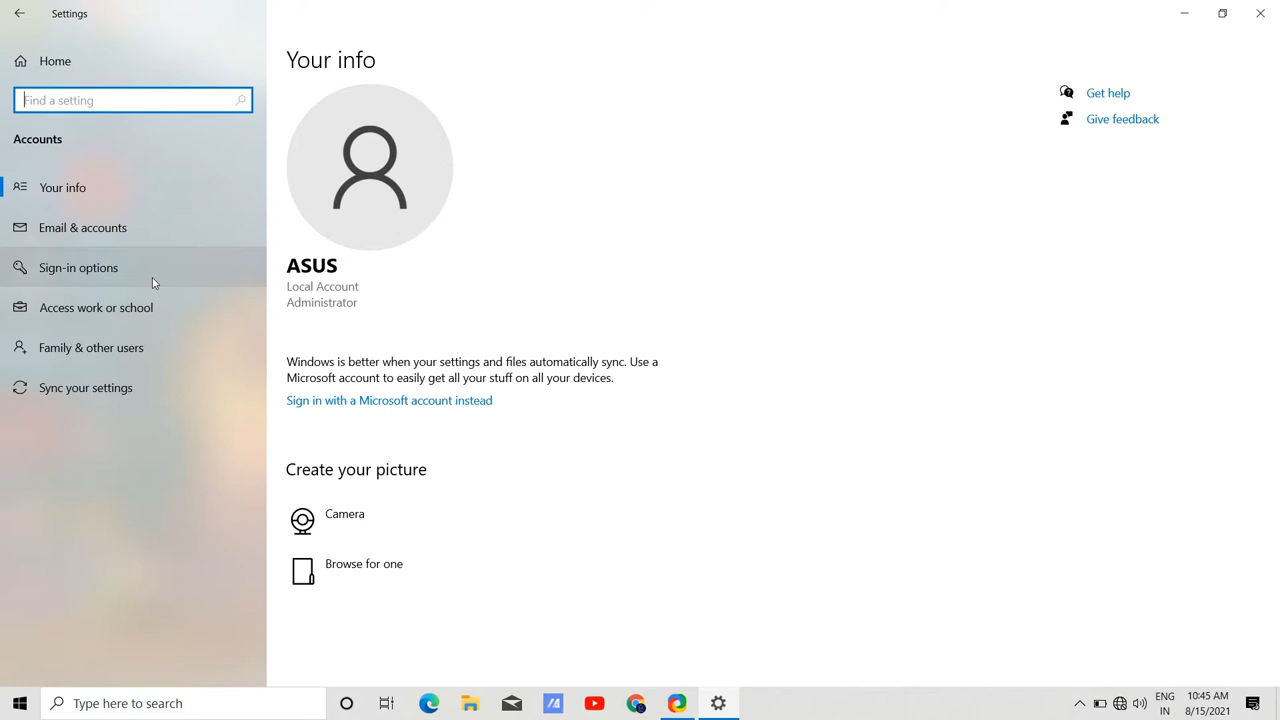 Settings
Home
Find a setting
Accounts
Your info
Email & accounts
Sign-in options
Access work or school
Family & other users
Sync your settings
Your info
ASUS
Local Account
Administrator
Windows is better when your settings and files automatically sync. Use a
Microsoft account to easily get all your stuff on all your devices.
Sign in with a Microsoft account instead
Create your picture
Camera
Browse for one
Get help
Give feedback
Type here to search
ENG
IN
10:45 AM
8/15/2021